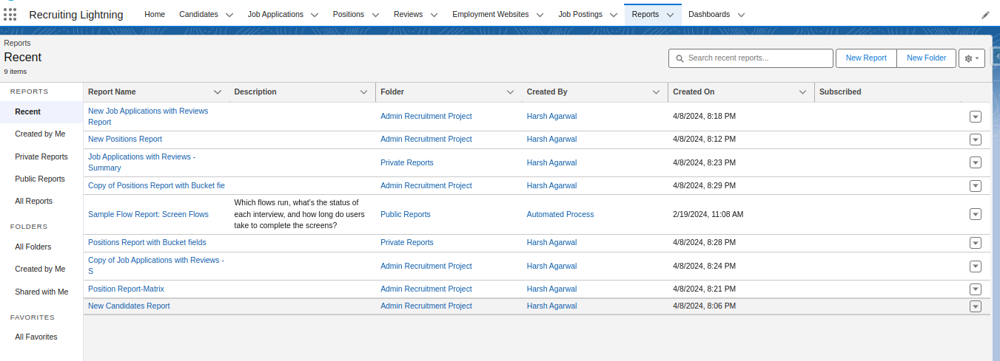 Recruiting Lightning
Home
Candidates
Job Applications
Positions
Reviews
Employment Websites
Job Postings
Reports
Dashboards
Reports
Recent
9 items
Search recent reports...
New Report
New Folder
REPORTS
Recent
Created by Me
Private Reports
Public Reports
All Reports
FOLDERS
All Folders
Created by Me
Shared with Me
FAVORITES
All Favorites
Report Name Description Folder Created By Created On Subscribed
New Job Applications with Reviews
Report
Admin Recruitment Project Harsh Agarwal 4/8/2024, 8:18 PM
New Positions Report Admin Recruitment Project Harsh Agarwal 4/8/2024, 8:12 PM
Job Applications with Reviews -
Summary
Private Reports Harsh Agarwal 4/8/2024, 8:23 PM
Copy of Positions Report with Bucket fie Admin Recruitment Project Harsh Agarwal 4/8/2024, 8:29 PM
Sample Flow Report: Screen Flows
Which flows run, what's the status of
each interview, and how long do users
take to complete the screens?
Public Reports Automated Process 2/19/2024, 11:08 AM
Positions Report with Bucket fields Private Reports Harsh Agarwal 4/8/2024, 8:28 PM
Copy of Job Applications with Reviews -
S
Admin Recruitment Project Harsh Agarwal 4/8/2024, 8:24 PM
Position Report-Matrix Admin Recruitment Project Harsh Agarwal 4/8/2024, 8:21 PM
New Candidates Report Admin Recruitment Project Harsh Agarwal 4/8/2024, 8:06 PM